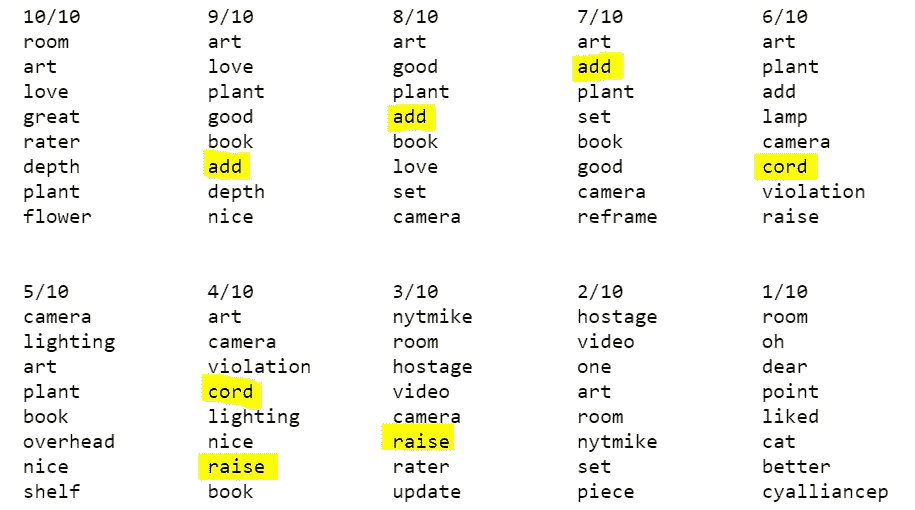 10/10 9/10 8/10 7/10 6/10
room art art art art
art love good add plant
love plant plant plant add
great good add set lamp
rater book book book camera
depth add love good cord
plant depth set camera violation
flower nice camera reframe raise
5/10 4/10 3/10 2/10 1/10
camera art nytmike hostage room
lighting camera room video oh
art violation hostage one dear
plant cord video art point
book lighting camera room liked
overhead nice raise nytmike cat
nice raise rater set better
shelf book update piece cyalliancep